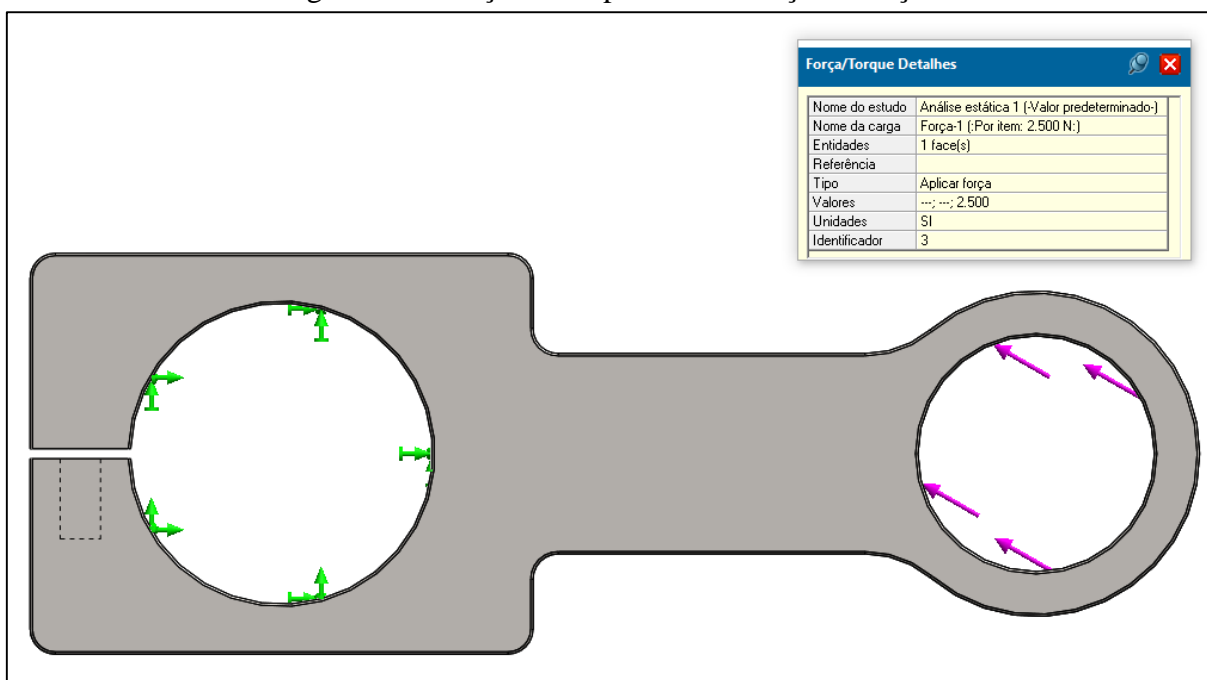 Força/Torque Detalhes
Nome do estudo Análise estática 1 (-Valor predeterminado-)
Nome da carga Força-1 (:Por item: 2.500 N:)
Entidades 1 face(s)
Referência
Tipo Aplicar força
Valores ---; ---; 2.500
Unidades SI
Identificador 3